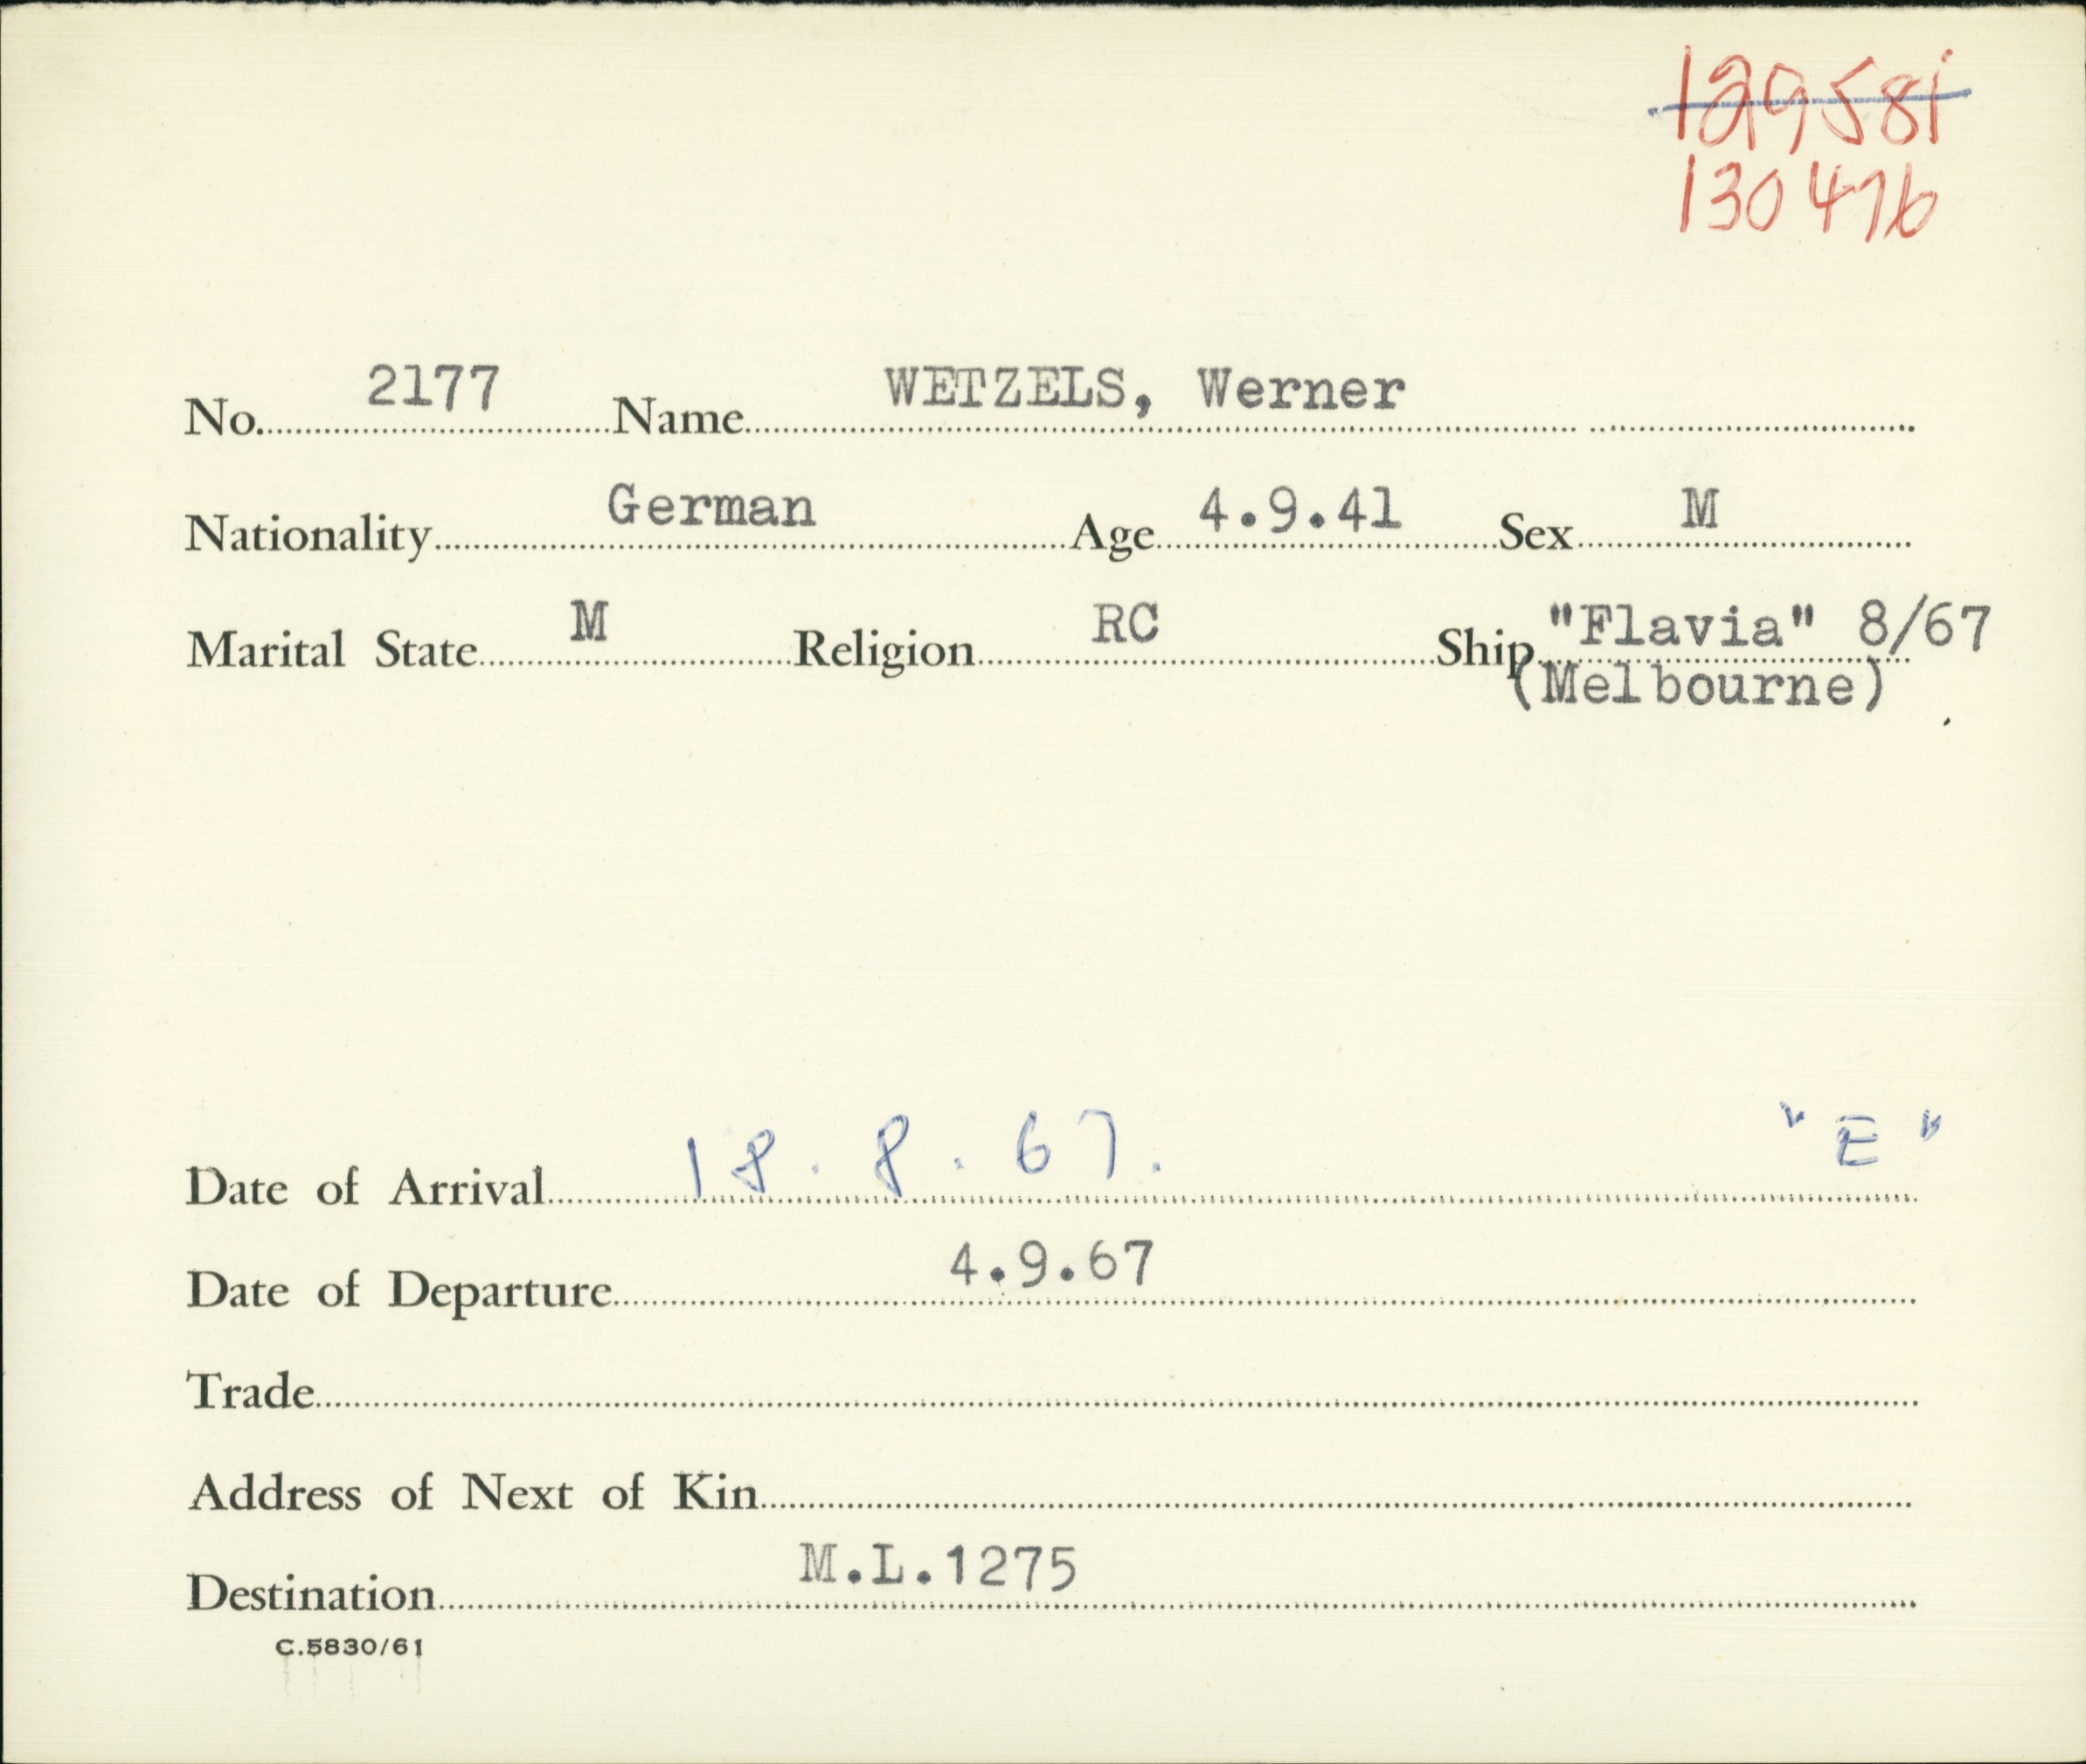 129581
130476
No. 2177 Name WETZELS, Werner
Nationality German Age 4.9.41 Sex M
Marital State M Religion RC Ship "Flavia" 8/67
(Melbourne)
"E"
Date of Arrival 18.8.67.
Date of Departure 4.9.67
Trade
Address of Next of Kin
Destination M.L.1275
C.5830/61